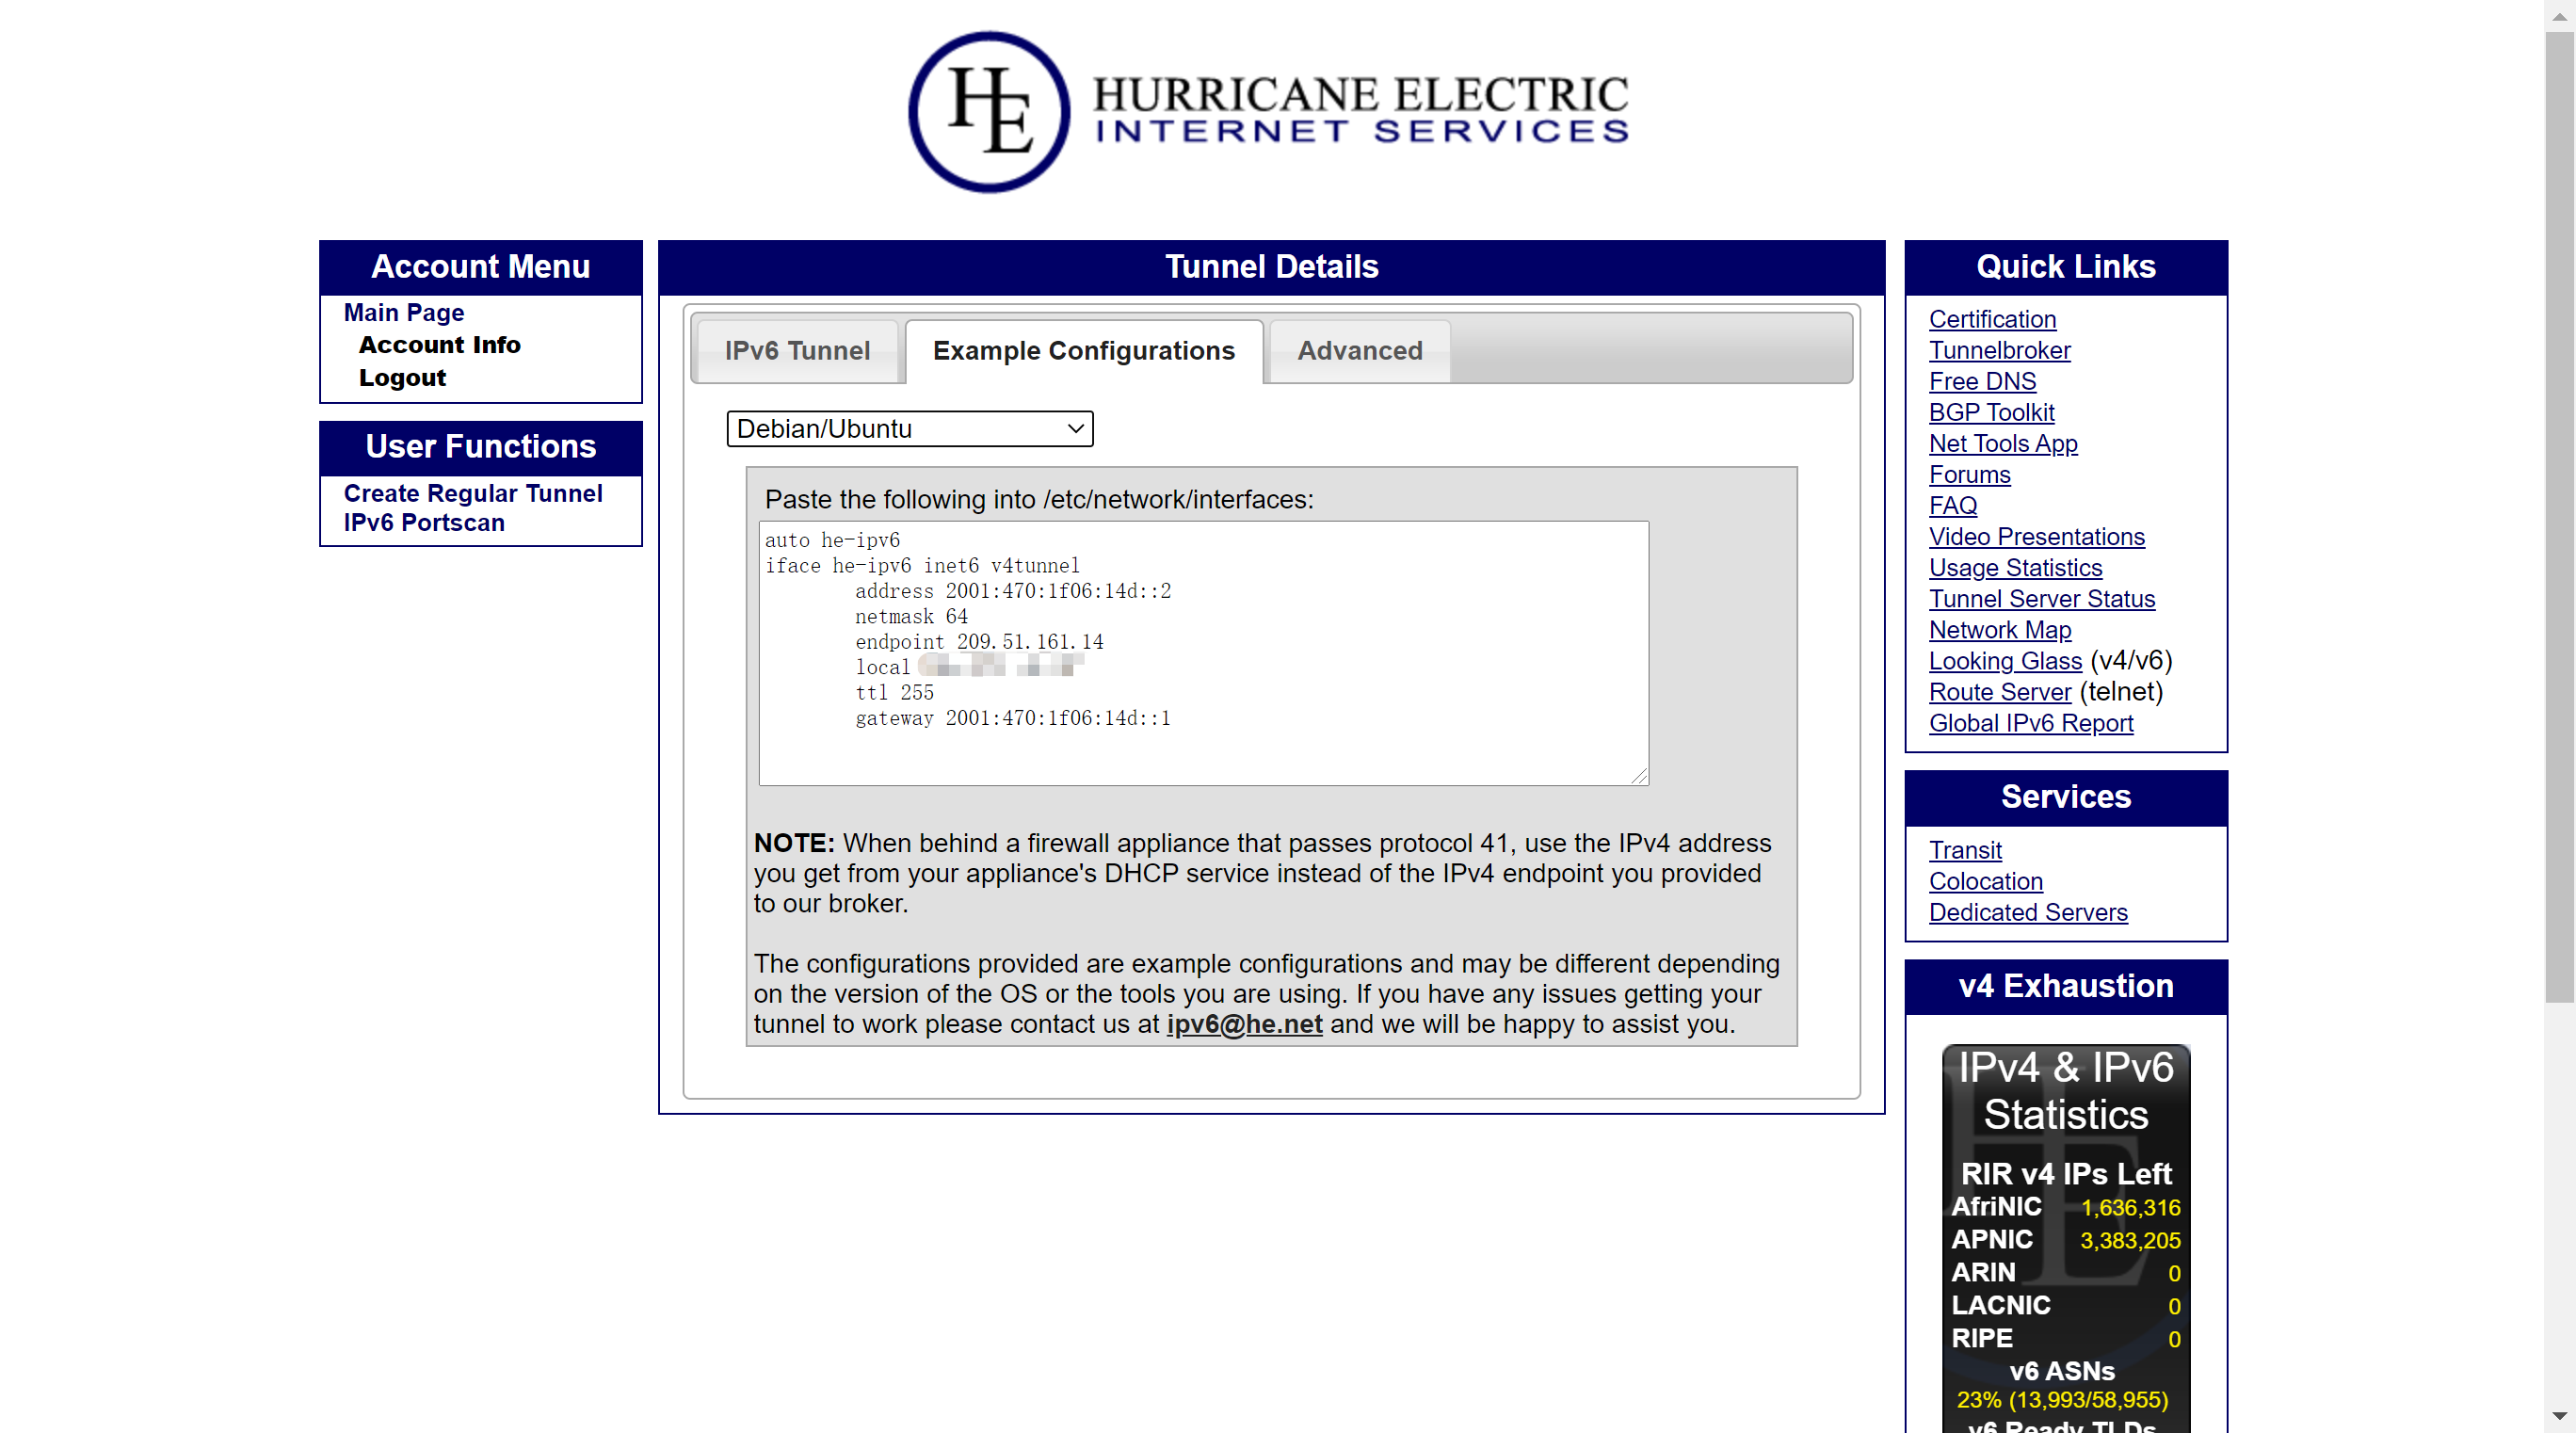 HE HURRICANE ELECTRIC
INTERNET SERVICES
Account Menu
Main Page
Account Info
Logout
User Functions
Create Regular Tunnel
IPv6 Portscan
Tunnel Details
IPv6 Tunnel
Example Configurations
Advanced
Debian/Ubuntu
Paste the following into /etc/network/interfaces:
auto he-ipv6
iface he-ipv6 inet6 v4tunnel
address 2001:470:1f06:14d::2
netmask 64
endpoint 209.51.161.14
local
ttl 255
gateway 2001:470:1f06:14d::1
NOTE: When behind a firewall appliance that passes protocol 41, use the IPv4 address
you get from your appliance's DHCP service instead of the IPv4 endpoint you provided
to our broker.
The configurations provided are example configurations and may be different depending
on the version of the OS or the tools you are using. If you have any issues getting your
tunnel to work please contact us at ipv6@he.net and we will be happy to assist you.
Quick Links
Certification
Tunnelbroker
Free DNS
BGP Toolkit
Net Tools App
Forums
FAQ
Video Presentations
Usage Statistics
Tunnel Server Status
Network Map
Looking Glass (v4/v6)
Route Server (telnet)
Global IPv6 Report
Services
Transit
Colocation
Dedicated Servers
v4 Exhaustion
IPv4 & IPv6
Statistics
RIR v4 IPs Left
AfriNIC 1,636,316
APNIC 3,383,205
ARIN 0
LACNIC 0
RIPE 0
v6 ASNs
23% (13,993/58,955)
v6 Ready TLDs